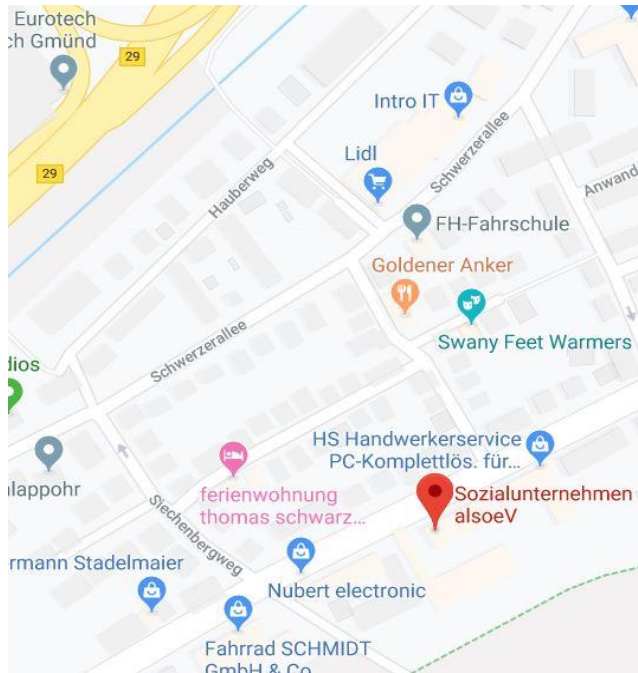 Eurotech
ch Gmünd
29
29
Intro IT
Lidl
Schwerzerallee
Hauberweg
Anwand
FH-Fahrschule
Goldener Anker
Swany Feet Warmers
Schwerzerallee
dios
HS Handwerkerservice
PC-Komplettlös. für...
lappohr
ferienwohnung
thomas schwarz...
Sozialunternehmen
alsoeV
Siechenbergweg
rmann Stadelmaier
Nubert electronic
Fahrrad SCHMIDT
GmbH & Co